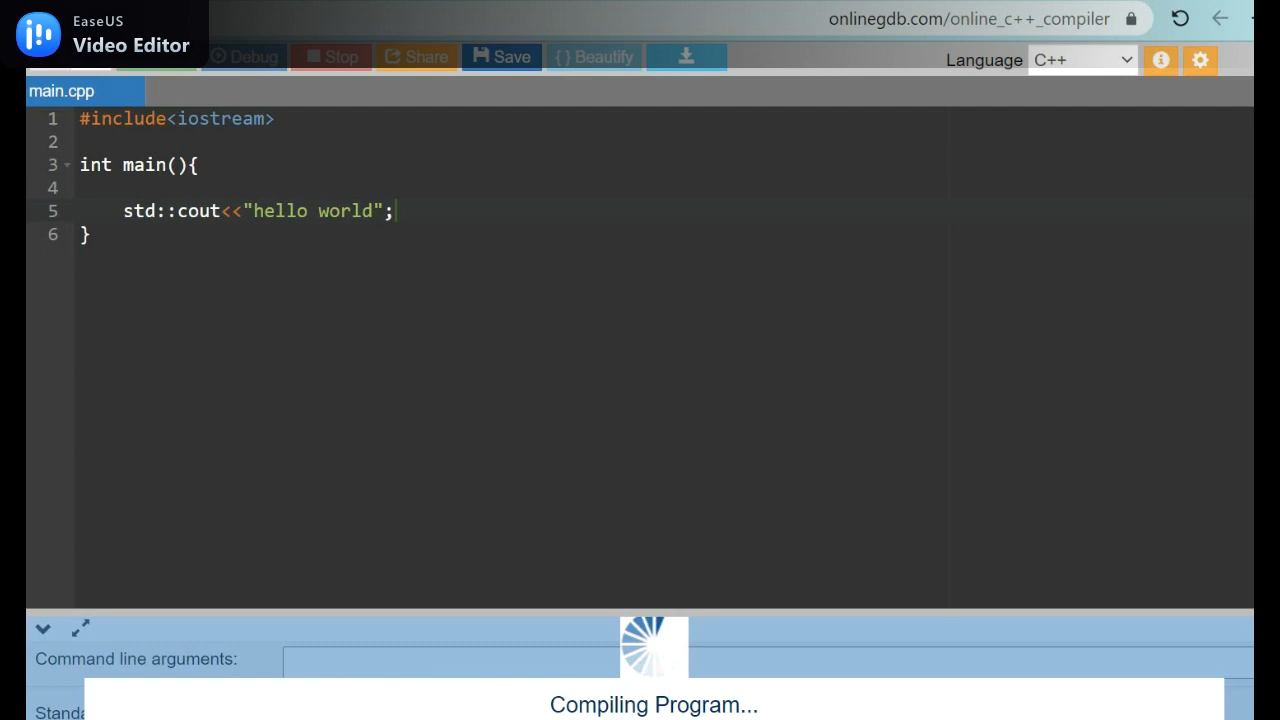 EaseUS
Video Editor
onlinegdb.com/online_c++_compiler
Debug Stop Share Save { } Beautify
Language C++
main.cpp
1 #include<iostream>
2
3 int main(){
4
5 std::cout<<"hello world";
6 }
Command line arguments:
Compiling Program...